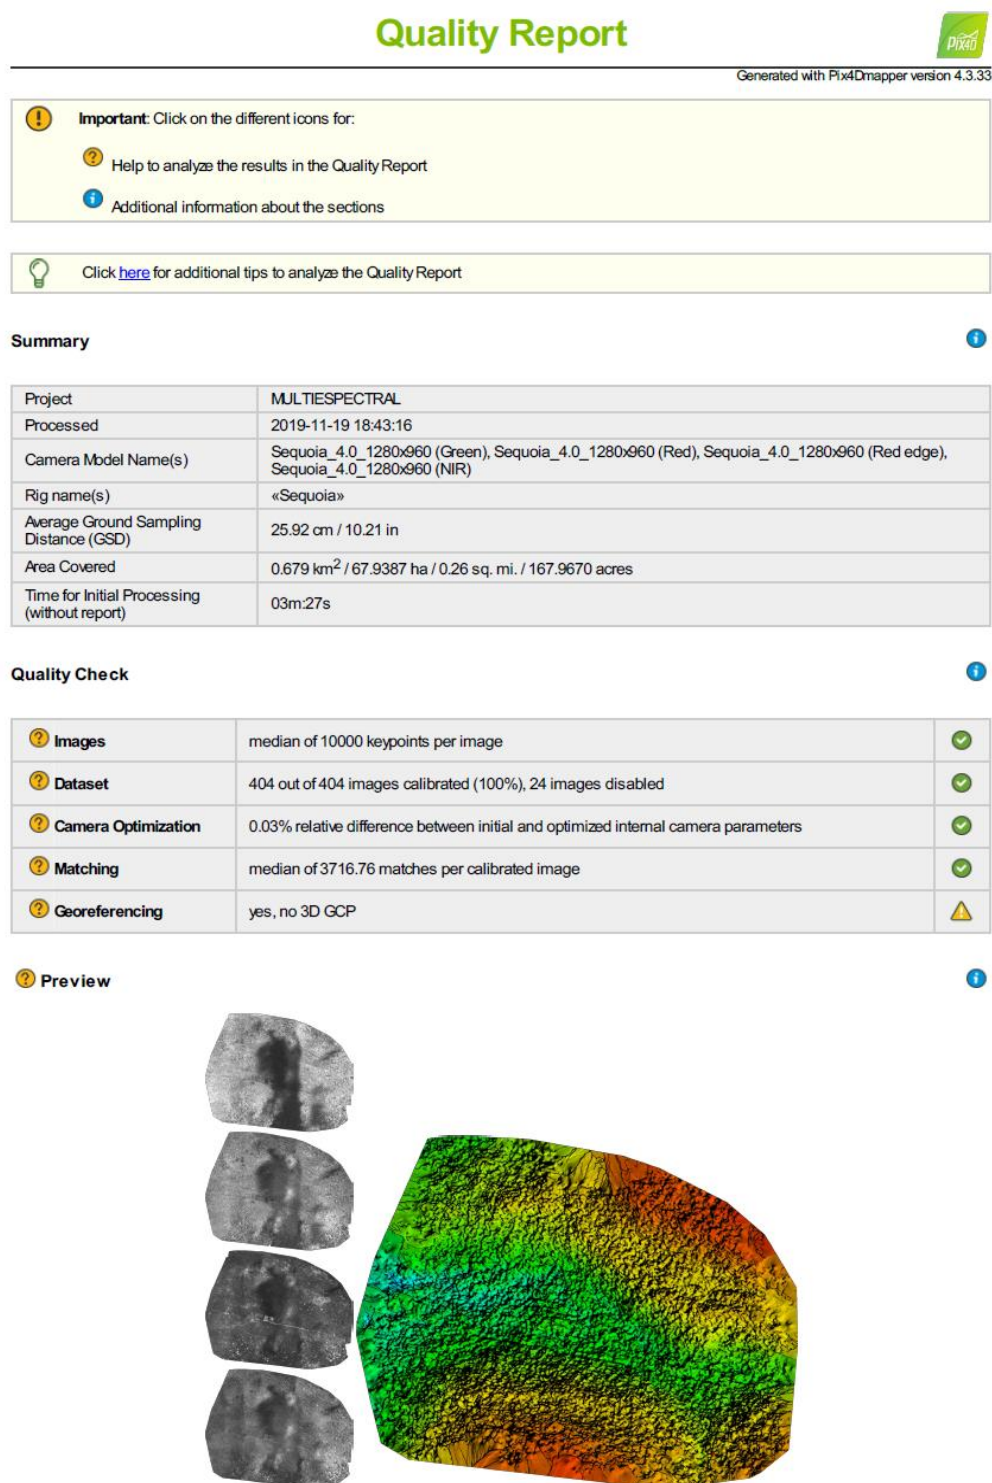 Quality Report
PIX4D
Generated with Pix4Dmapper version 4.3.33
Important: Click on the different icons for:
Help to analyze the results in the Quality Report
Additional information about the sections
Click here for additional tips to analyze the Quality Report
Summary
Project MULTIESPECTRAL
Processed 2019-11-19 18:43:16
Camera Model Name(s) Sequoia_4.0_1280x960 (Green), Sequoia_4.0_1280x960 (Red), Sequoia_4.0_1280x960 (Red edge),
Sequoia_4.0_1280x960 (NIR)
Rig name(s) «Sequoia»
Average Ground Sampling
Distance (GSD) 25.92 cm / 10.21 in
Area Covered 0.679 km2 / 67.9387 ha / 0.26 sq. mi. / 167.9670 acres
Time for Initial Processing
(without report) 03m:27s
Quality Check
Images median of 10000 keypoints per image
Dataset 404 out of 404 images calibrated (100%), 24 images disabled
Camera Optimization 0.03% relative difference between initial and optimized internal camera parameters
Matching median of 3716.76 matches per calibrated image
Georeferencing yes, no 3D GCP
Preview